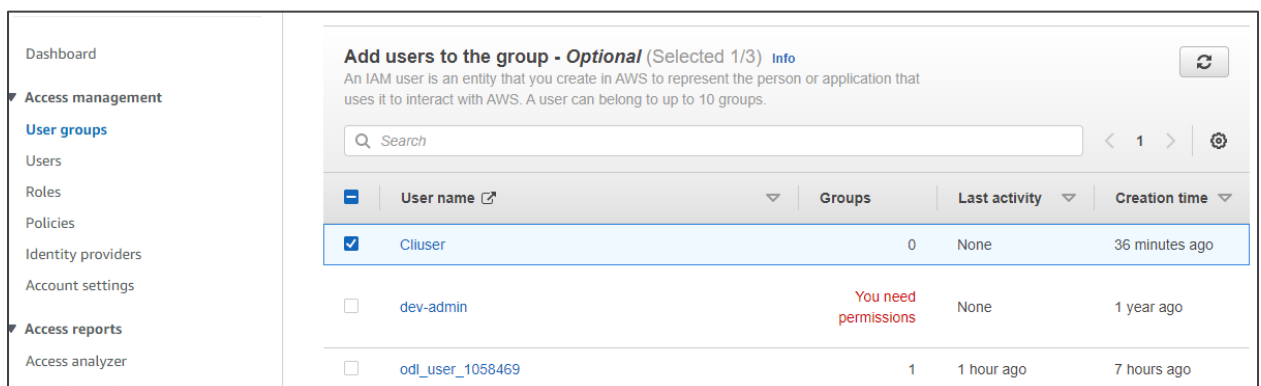 Dashboard
Access management
User groups
Users
Roles
Policies
Identity providers
Account settings
Access reports
Access analyzer
Add users to the group - Optional (Selected 1/3) Info
An IAM user is an entity that you create in AWS to represent the person or application that
uses it to interact with AWS. A user can belong to up to 10 groups.
Search
1
User name Groups Last activity Creation time
Cliuser 0 None 36 minutes ago
dev-admin You need permissions None 1 year ago
odl_user_1058469 1 1 hour ago 7 hours ago